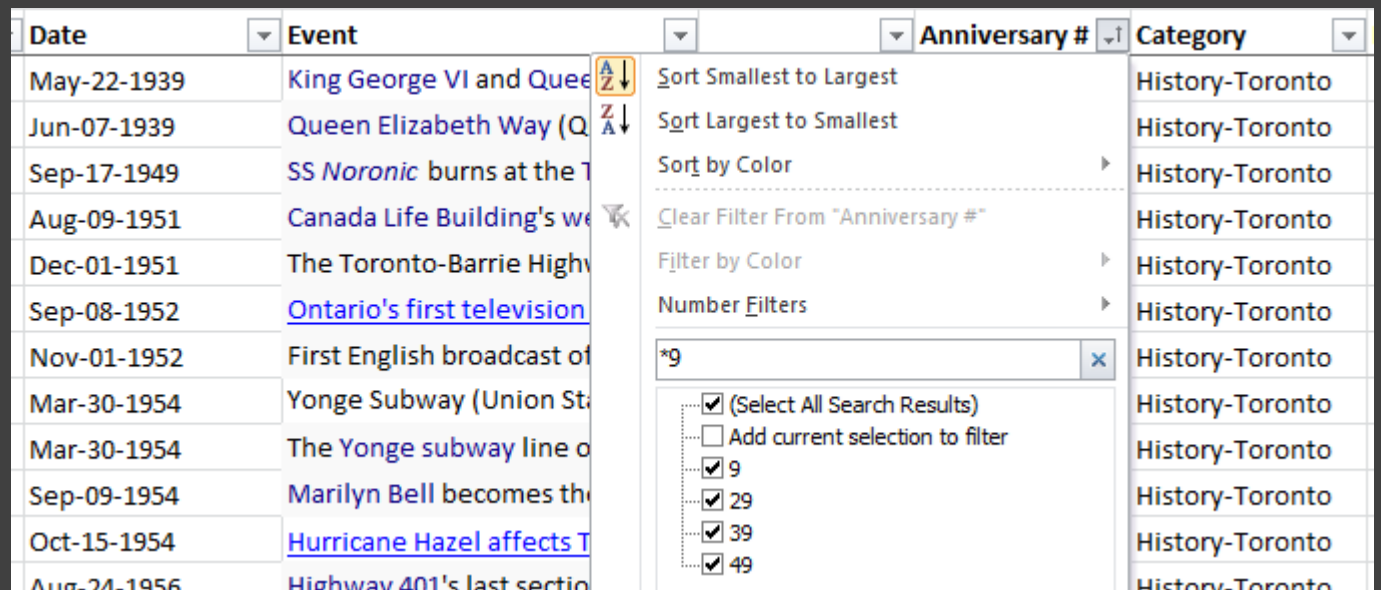 Date Event Anniversary # Category
May-22-1939 King George VI and Sort Smallest to Largest History-Toronto
Jun-07-1939 Queen Elizabeth Way Sort Largest to Smallest History-Toronto
Sep-17-1949 SS Noronic burns at the Sort by Color History-Toronto
Aug-09-1951 Canada Life Building's Clear Filter From "Anniversary #" History-Toronto
Dec-01-1951 The Toronto-Barrie Filter by Color History-Toronto
Sep-08-1952 Ontario's first television Number Filters History-Toronto
Nov-01-1952 First English broadcast of *9 History-Toronto
Mar-30-1954 Yonge Subway (Union (Select All Search Results) History-Toronto
Add current selection to filter
Mar-30-1954 The Yonge subway line 9 History-Toronto
Sep-09-1954 Marilyn Bell becomes 29 History-Toronto
Oct-15-1954 Hurricane Hazel affects 39 History-Toronto
49
Aug-24-1956 Highway 401's last History-Toronto